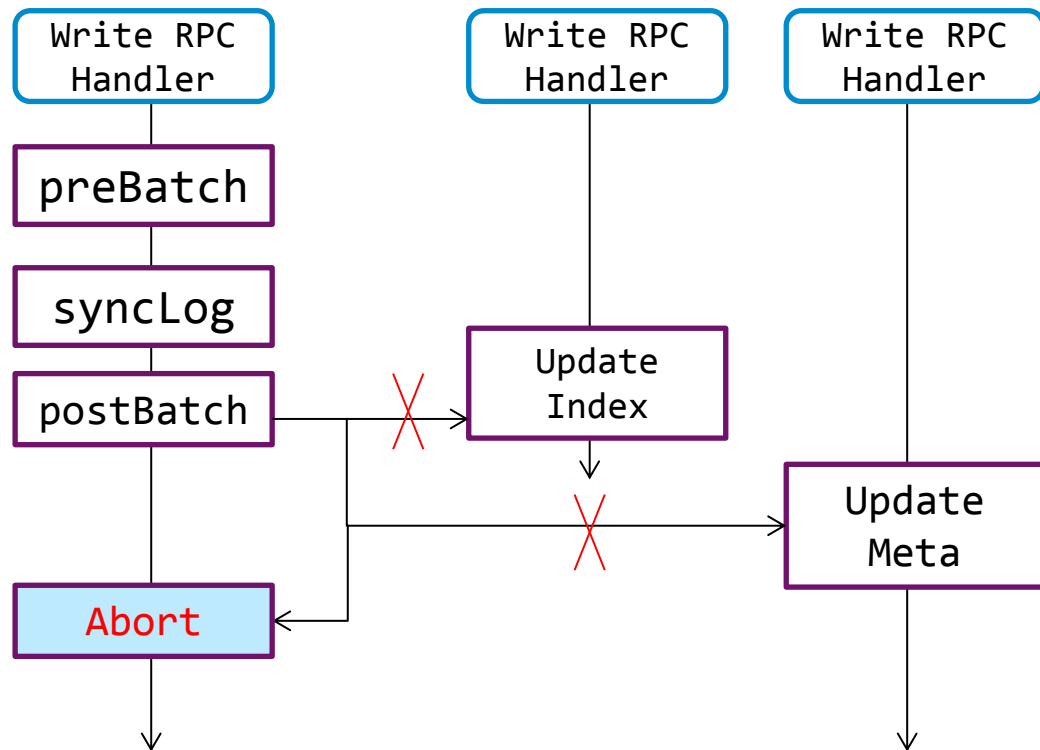 Write RPC
Handler
Write RPC
Handler
Write RPC
Handler
preBatch
syncLog
postBatch
Update
Index
Update
Meta
Abort